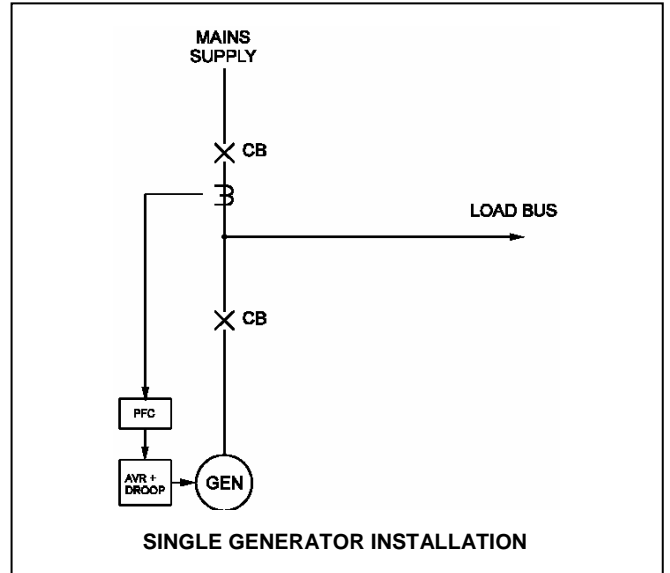 MAINS
SUPPLY
CB
LOAD BUS
CB
PFC
AVR +
DROOP
GEN
SINGLE GENERATOR INSTALLATION